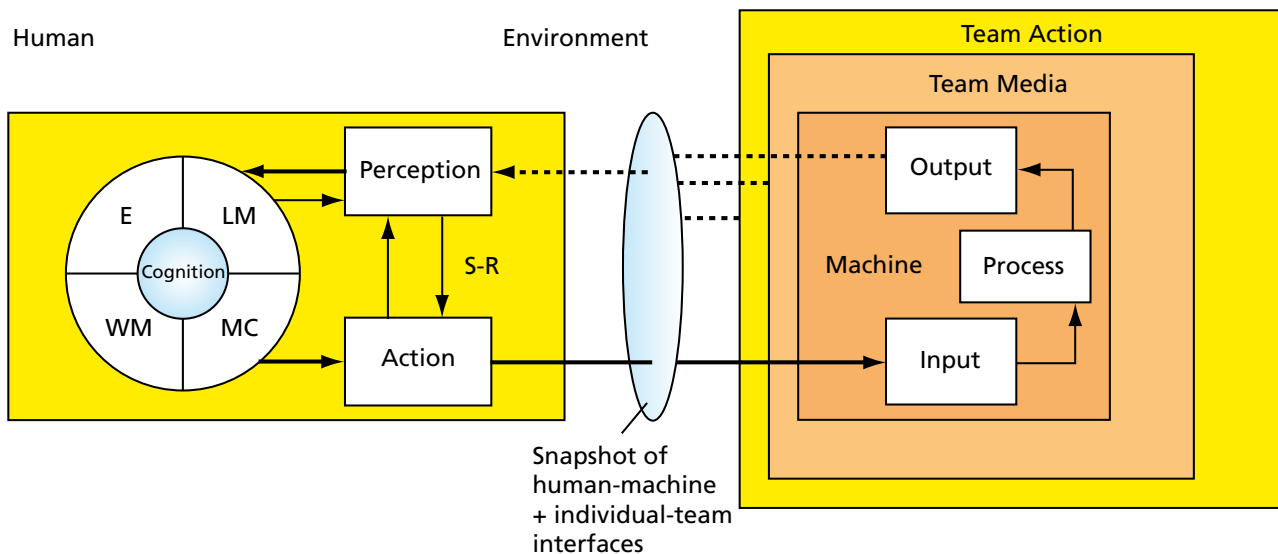 Human
Environment
Team Action
Team Media
Perception
Output
E
LM
Cognition
S-R
Machine
Process
WM
MC
Action
Input
Snapshot of
human-machine
+ individual-team
interfaces